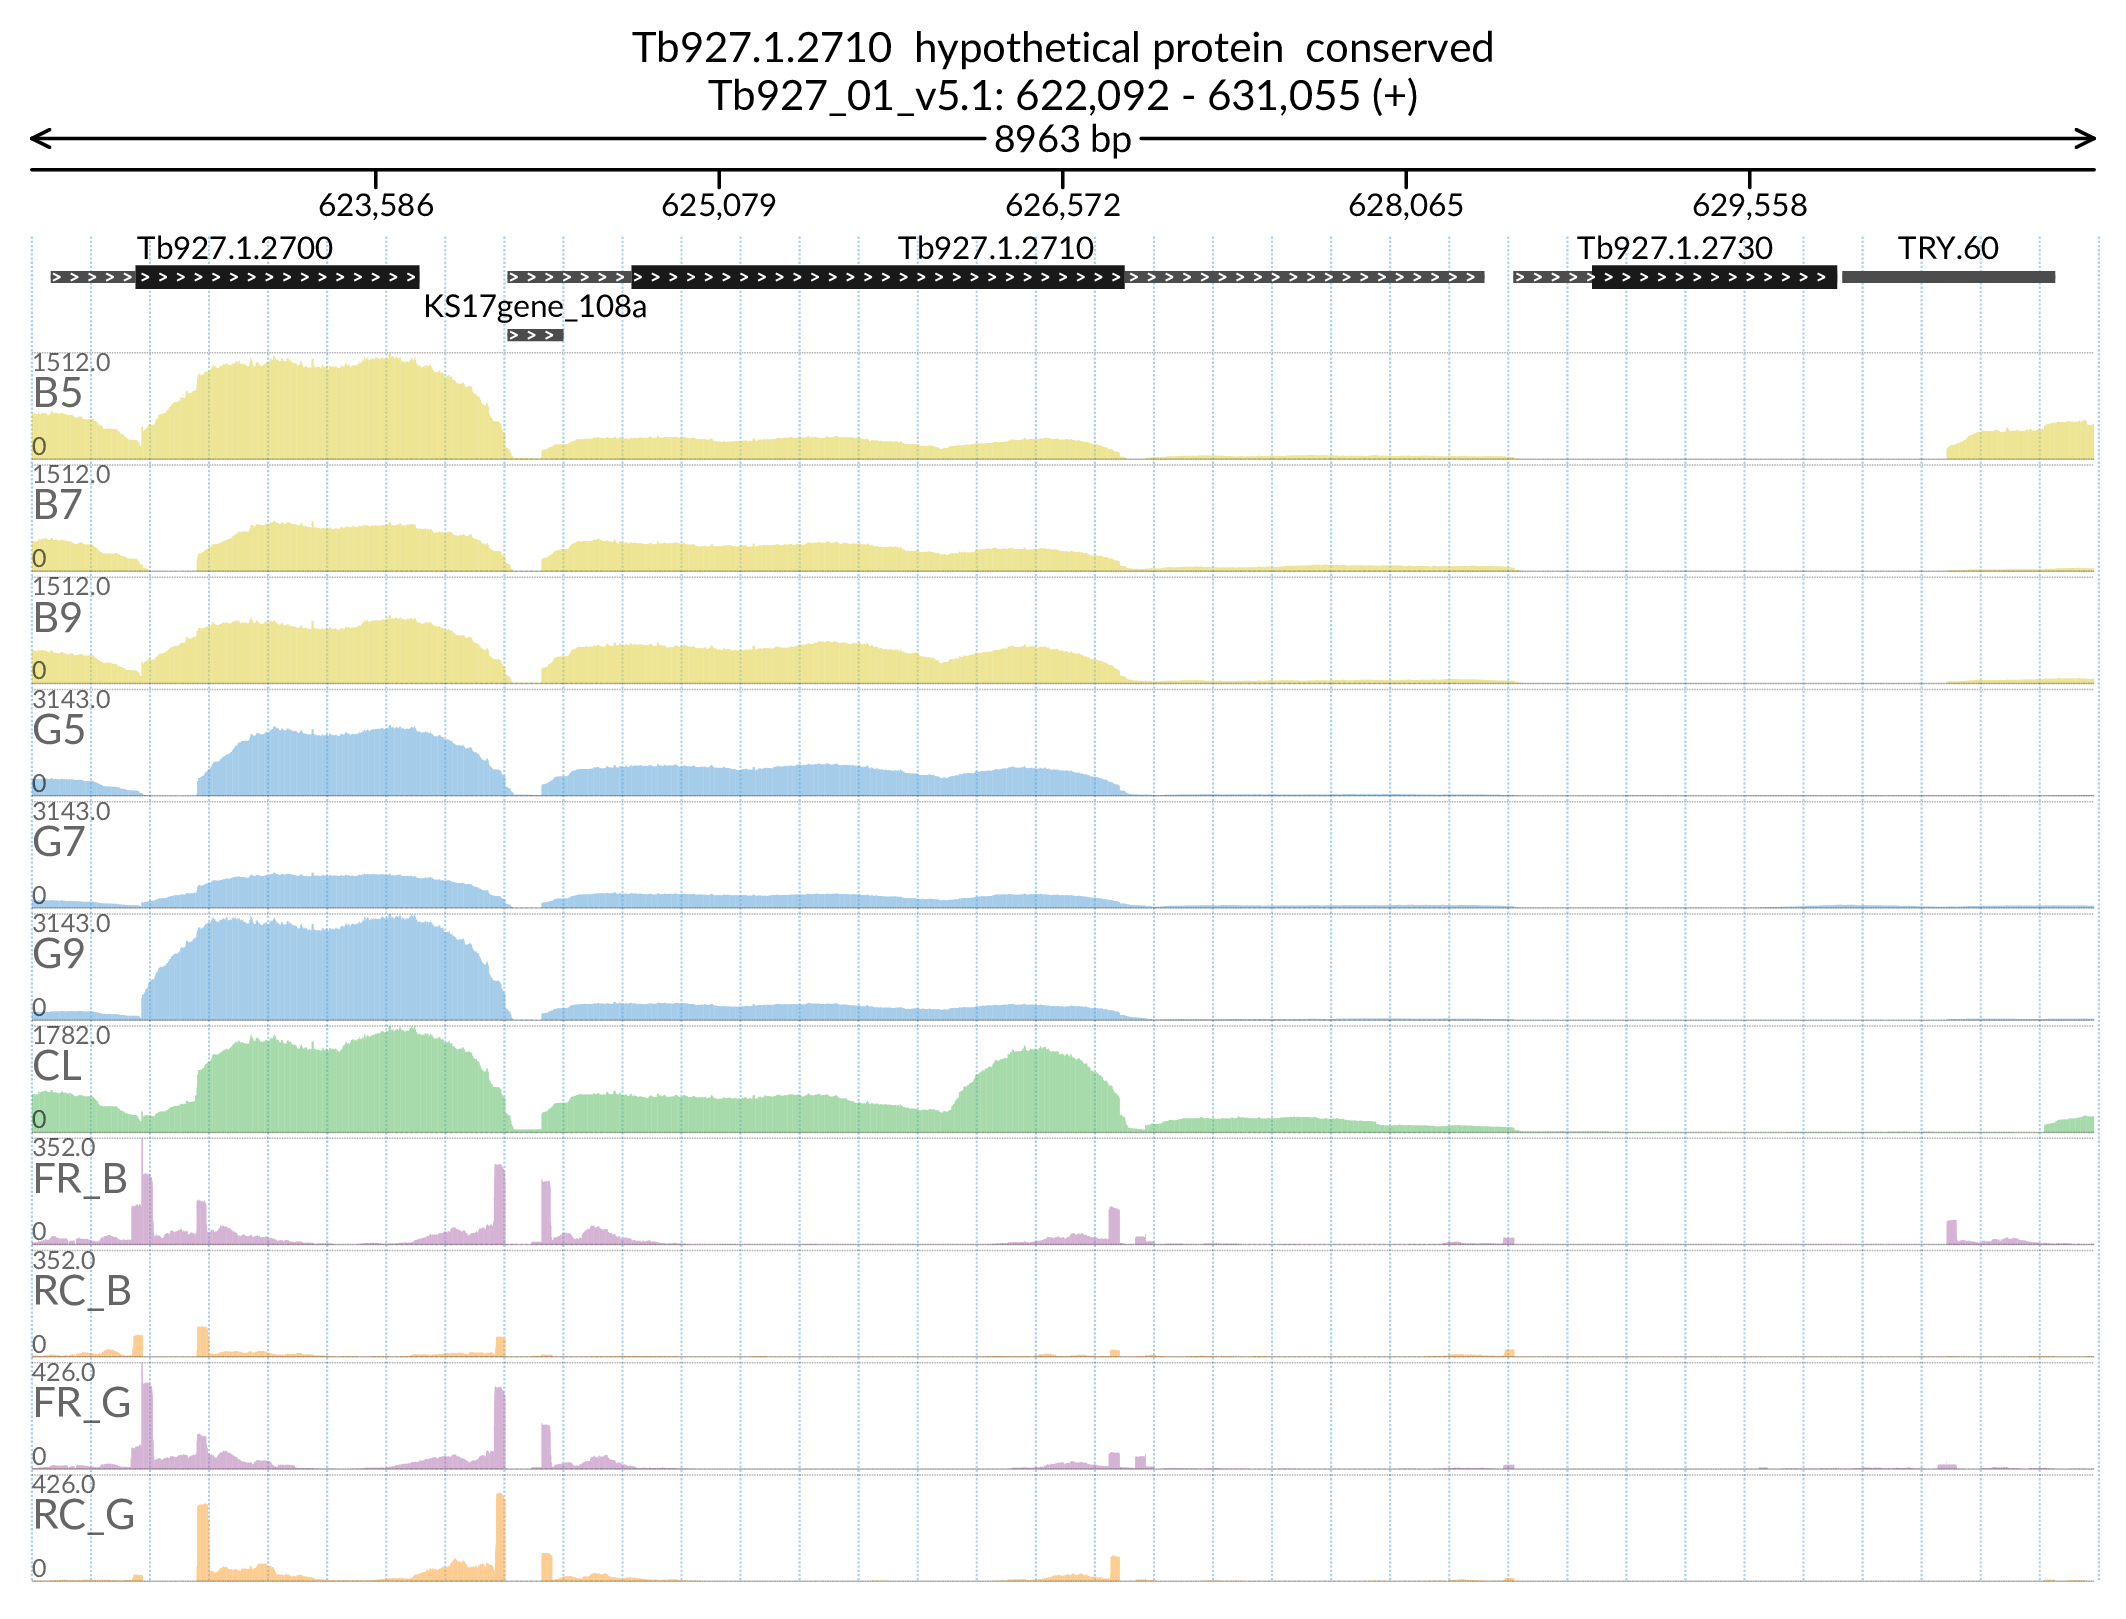 Tb927.1.2710 hypothetical protein conserved
Tb927_01_v5.1: 622,092 - 631,055 (+)
8963 bp
623,586 625,079 626,572 628,065 629,558
Tb927.1.2700 Tb927.1.2710 Tb927.1.2730 TRY.60
KS17gene_108a
1512.0
B5
0
1512.0
B7
0
1512.0
B9
0
3143.0
G5
0
3143.0
G7
0
3143.0
G9
0
1782.0
CL
0
352.0
FR_B
0
352.0
RC_B
0
426.0
FR_G
0
426.0
RC_G
0